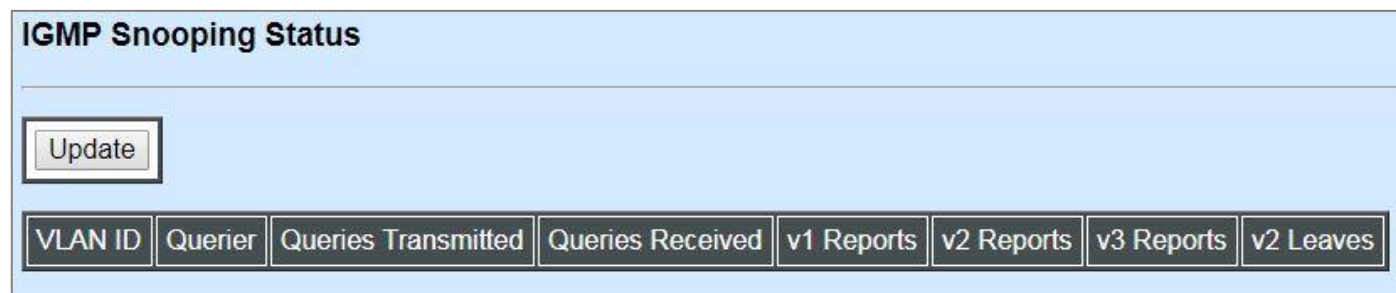 IGMP Snooping Status
Update
VLAN ID Querier Queries Transmitted Queries Received v1 Reports v2 Reports v3 Reports v2 Leaves